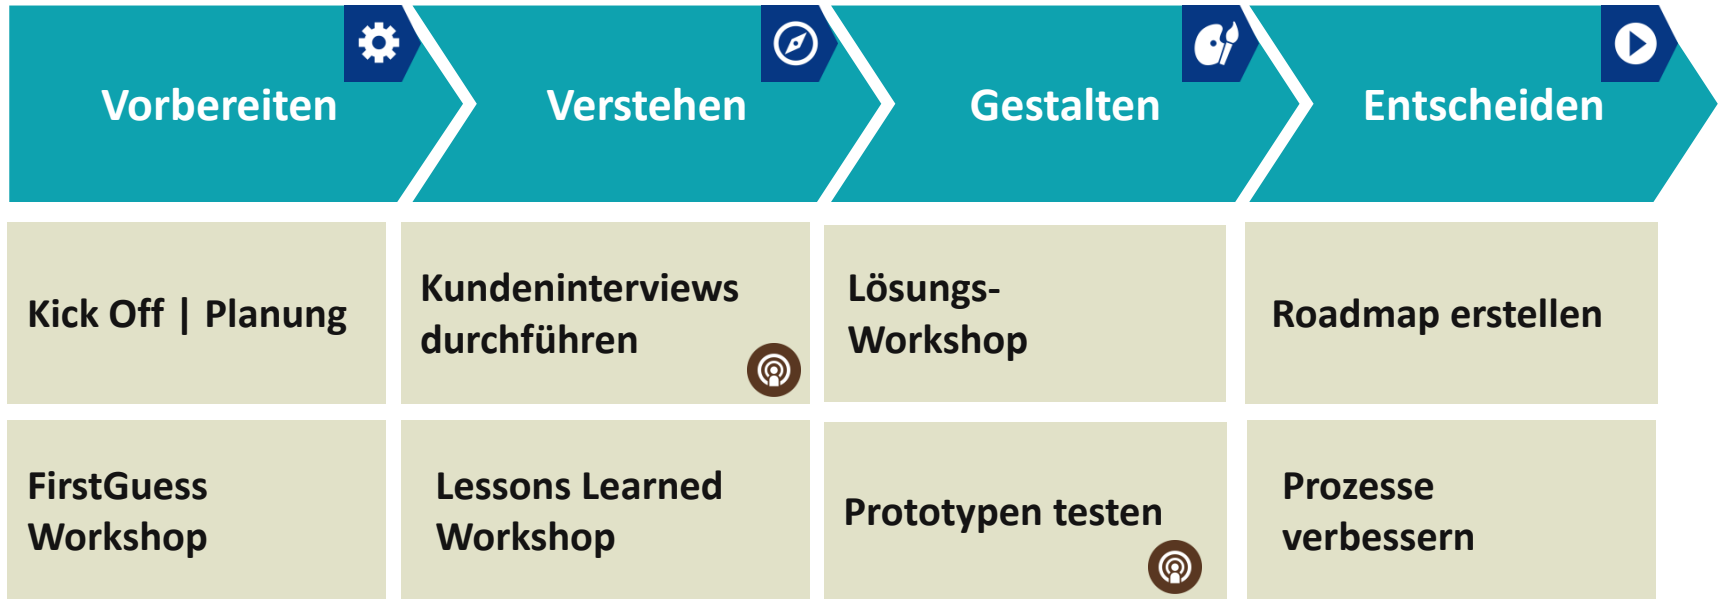 Vorbereiten
Verstehen
Gestalten
Entscheiden
Kick Off | Planung
Kundeninterviews
durchführen
Lösungs-
Workshop
Roadmap erstellen
FirstGuess
Workshop
Lessons Learned
Workshop
Prototypen testen
Prozesse
verbessern